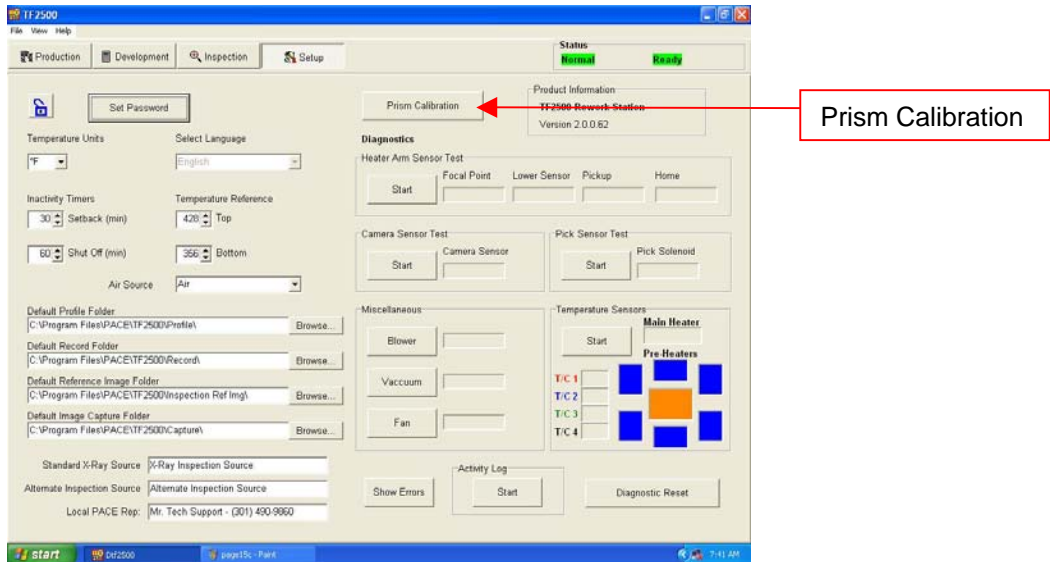 TF2500
File View Help
Production Development Inspection Setup
Status
Normal Ready
Set Password
Prism Calibration
Product Information
TF2500 Rework Station
Version 2.0.0.62
Prism Calibration
Temperature Units Select Language
°F English
Diagnostics
Heater Arm Sensor Test
Start Focal Point Lower Sensor Pickup Home
Inactivity Timers Temperature Reference
30 Setback (min) 428 Top
60 Shut Off (min) 356 Bottom
Air Source Air
Camera Sensor Test
Start Camera Sensor
Pick Sensor Test
Start Pick Solenoid
Default Profile Folder
C:\Program Files\PACE\TF2500\Profile\ Browse...
Default Record Folder
C:\Program Files\PACE\TF2500\Record\ Browse...
Default Reference Image Folder
C:\Program Files\PACE\TF2500\Inspection Ref Img\ Browse...
Default Image Capture Folder
C:\Program Files\PACE\TF2500\Capture\ Browse...
Miscellaneous
Blower
Vaccuum
Fan
Temperature Sensors
Start Main Heater
Pre-Heaters
T/C 1
T/C 2
T/C 3
T/C 4
Standard X-Ray Source X-Ray Inspection Source
Alternate Inspection Source Alternate Inspection Source
Local PACE Rep: Mr. Tech Support - (301) 490-9860
Show Errors
Activity Log
Start
Diagnostic Reset
start Dtf2500 page15c - Paint 7:41 AM